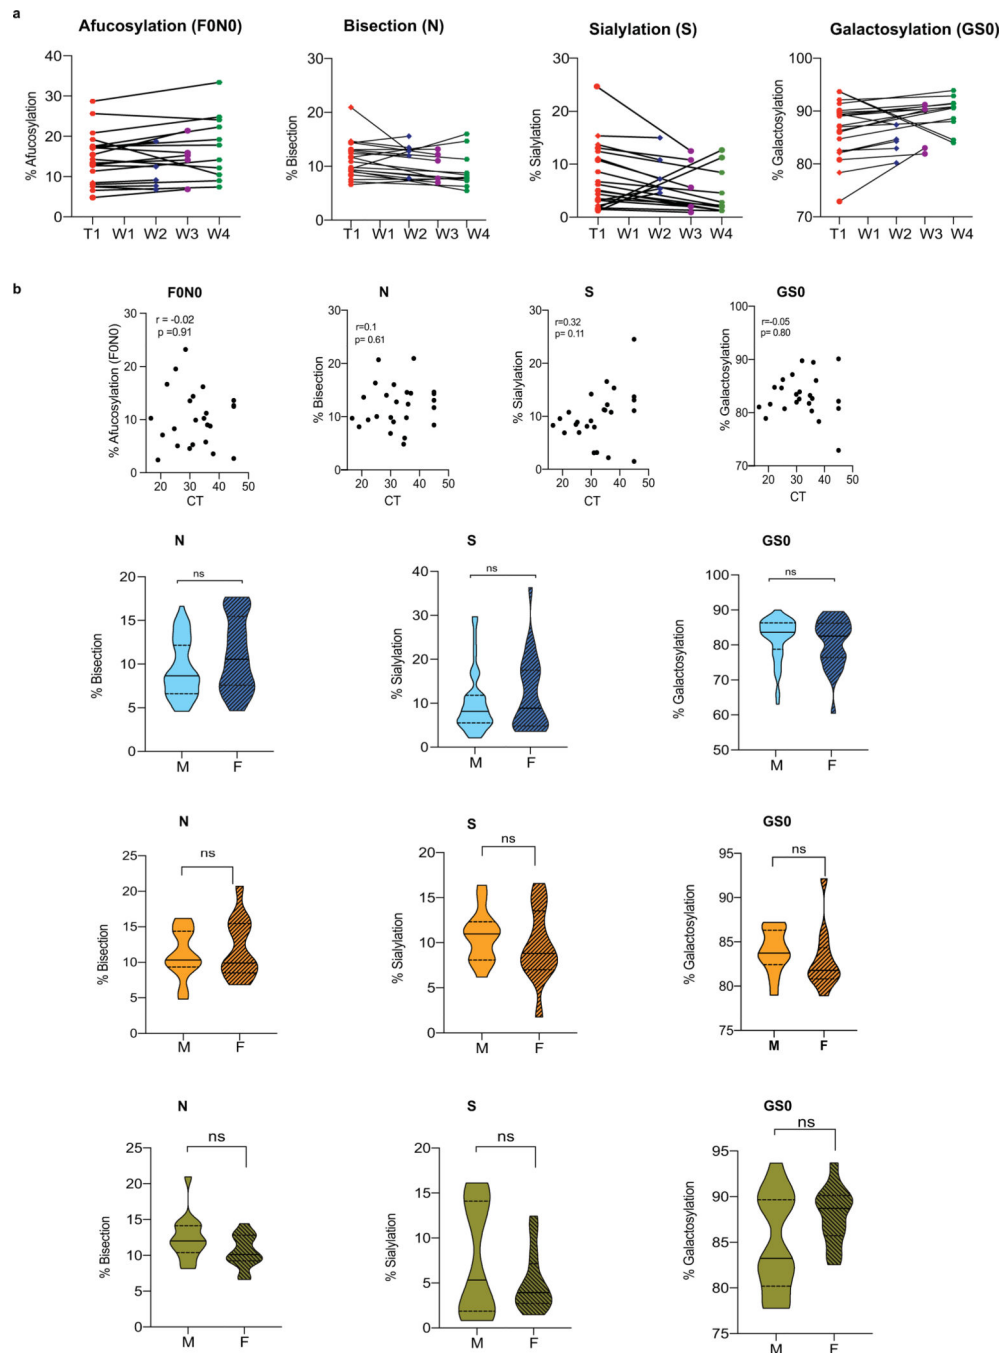 a
Afucosylation (F0N0)
Bisection (N)
Sialylation (S)
Galactosylation (GS0)
% Afucosylation
40
30
20
10
0
T1 W1 W2 W3 W4
% Bisection
30
20
10
0
T1 W1 W2 W3 W4
% Sialylation
30
20
10
0
T1 W1 W2 W3 W4
% Galactosylation
100
90
80
70
T1 W1 W2 W3 W4
b
F0N0
N
S
GS0
% Afucosylation (F0N0)
30
20
10
0
r = -0.02
p =0.91
20 30 40 50
CT
% Bisection
30
20
10
0
r=0.1
p= 0.61
20 30 40 50
CT
% Sialylation
30
20
10
0
r=0.32
p= 0.11
20 30 40 50
CT
% Galactosylation
100
90
80
70
r=-0.05
p= 0.80
20 30 40 50
CT
N
S
GS0
% Bisection
20
15
10
5
0
ns
M F
% Sialylation
40
30
20
10
0
ns
M F
% Galactosylation
100
90
80
70
60
50
ns
M F
N
S
GS0
% Bisection
25
20
15
10
5
0
ns
M F
% Sialylation
20
15
10
5
0
ns
M F
% Galactosylation
95
90
85
80
75
ns
M F
N
S
GS0
% Bisection
25
20
15
10
5
0
ns
M F
% Sialylation
20
15
10
5
0
ns
M F
% Galactosylation
95
90
85
80
75
ns
M F